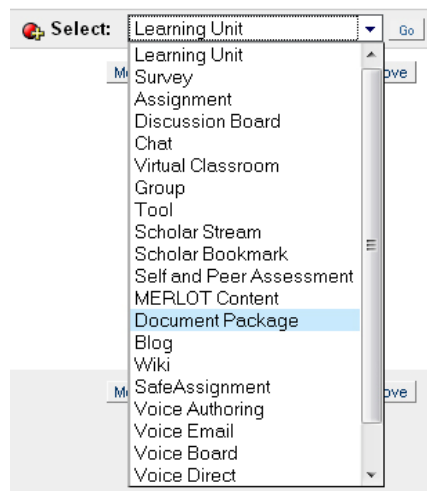 Select: Learning Unit Go
Learning Unit
Survey
Assignment
Discussion Board
Chat
Virtual Classroom
Group
Tool
Scholar Stream
Scholar Bookmark
Self and Peer Assessment
MERLOT Content
Document Package
Blog
Wiki
SafeAssignment
Voice Authoring
Voice Email
Voice Board
Voice Direct